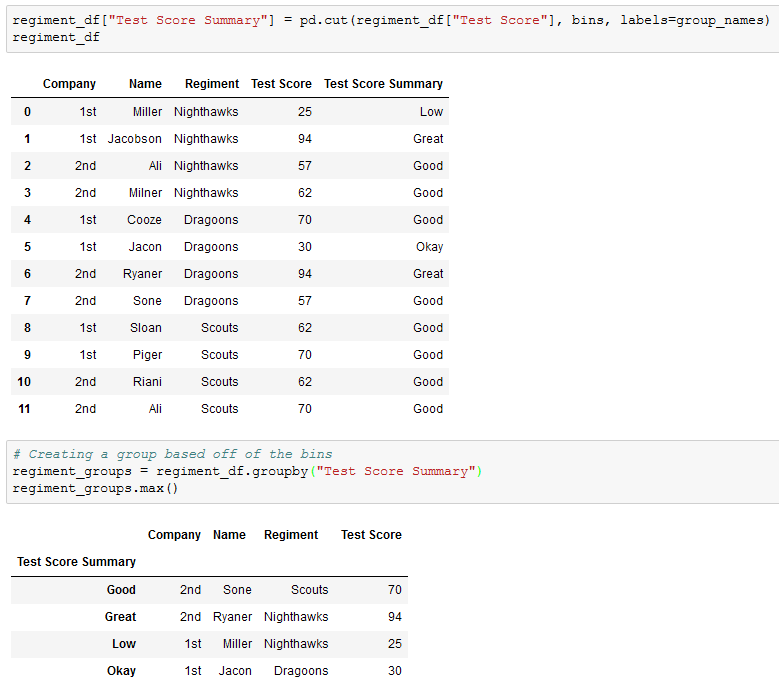 regiment_df["Test Score Summary"] = pd.cut(regiment_df["Test Score"], bins, labels=group_names)
regiment_df
Company Name Regiment Test Score Test Score Summary
0 1st Miller Nighthawks 25 Low
1 1st Jacobson Nighthawks 94 Great
2 2nd Ali Nighthawks 57 Good
3 2nd Milner Nighthawks 62 Good
4 1st Cooze Dragoons 70 Good
5 1st Jacon Dragoons 30 Okay
6 2nd Ryaner Dragoons 94 Great
7 2nd Sone Dragoons 57 Good
8 1st Sloan Scouts 62 Good
9 1st Piger Scouts 70 Good
10 2nd Riani Scouts 62 Good
11 2nd Ali Scouts 70 Good
# Creating a group based off of the bins
regiment_groups = regiment_df.groupby("Test Score Summary")
regiment_groups.max()
Company Name Regiment Test Score
Test Score Summary
Good 2nd Sone Scouts 70
Great 2nd Ryaner Nighthawks 94
Low 1st Miller Nighthawks 25
Okay 1st Jacon Dragoons 30